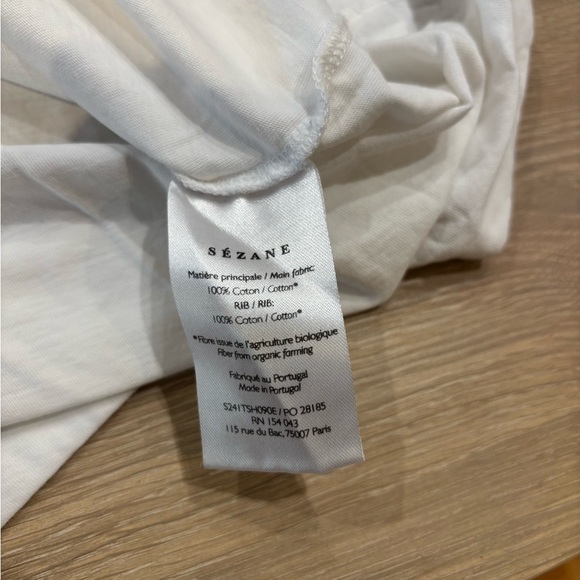 SÉZANE
Matière principale / Main fabric:
100% Coton / Cotton*
RIB / RIB:
100% Coton / Cotton*
*Fibre issue de l'agriculture biologique
Fiber from organic farming
Fabriqué au Portugal
Made in Portugal
S241TSH090E / PO 28185
RN 154 043
115 rue du Bac, 75007 Paris